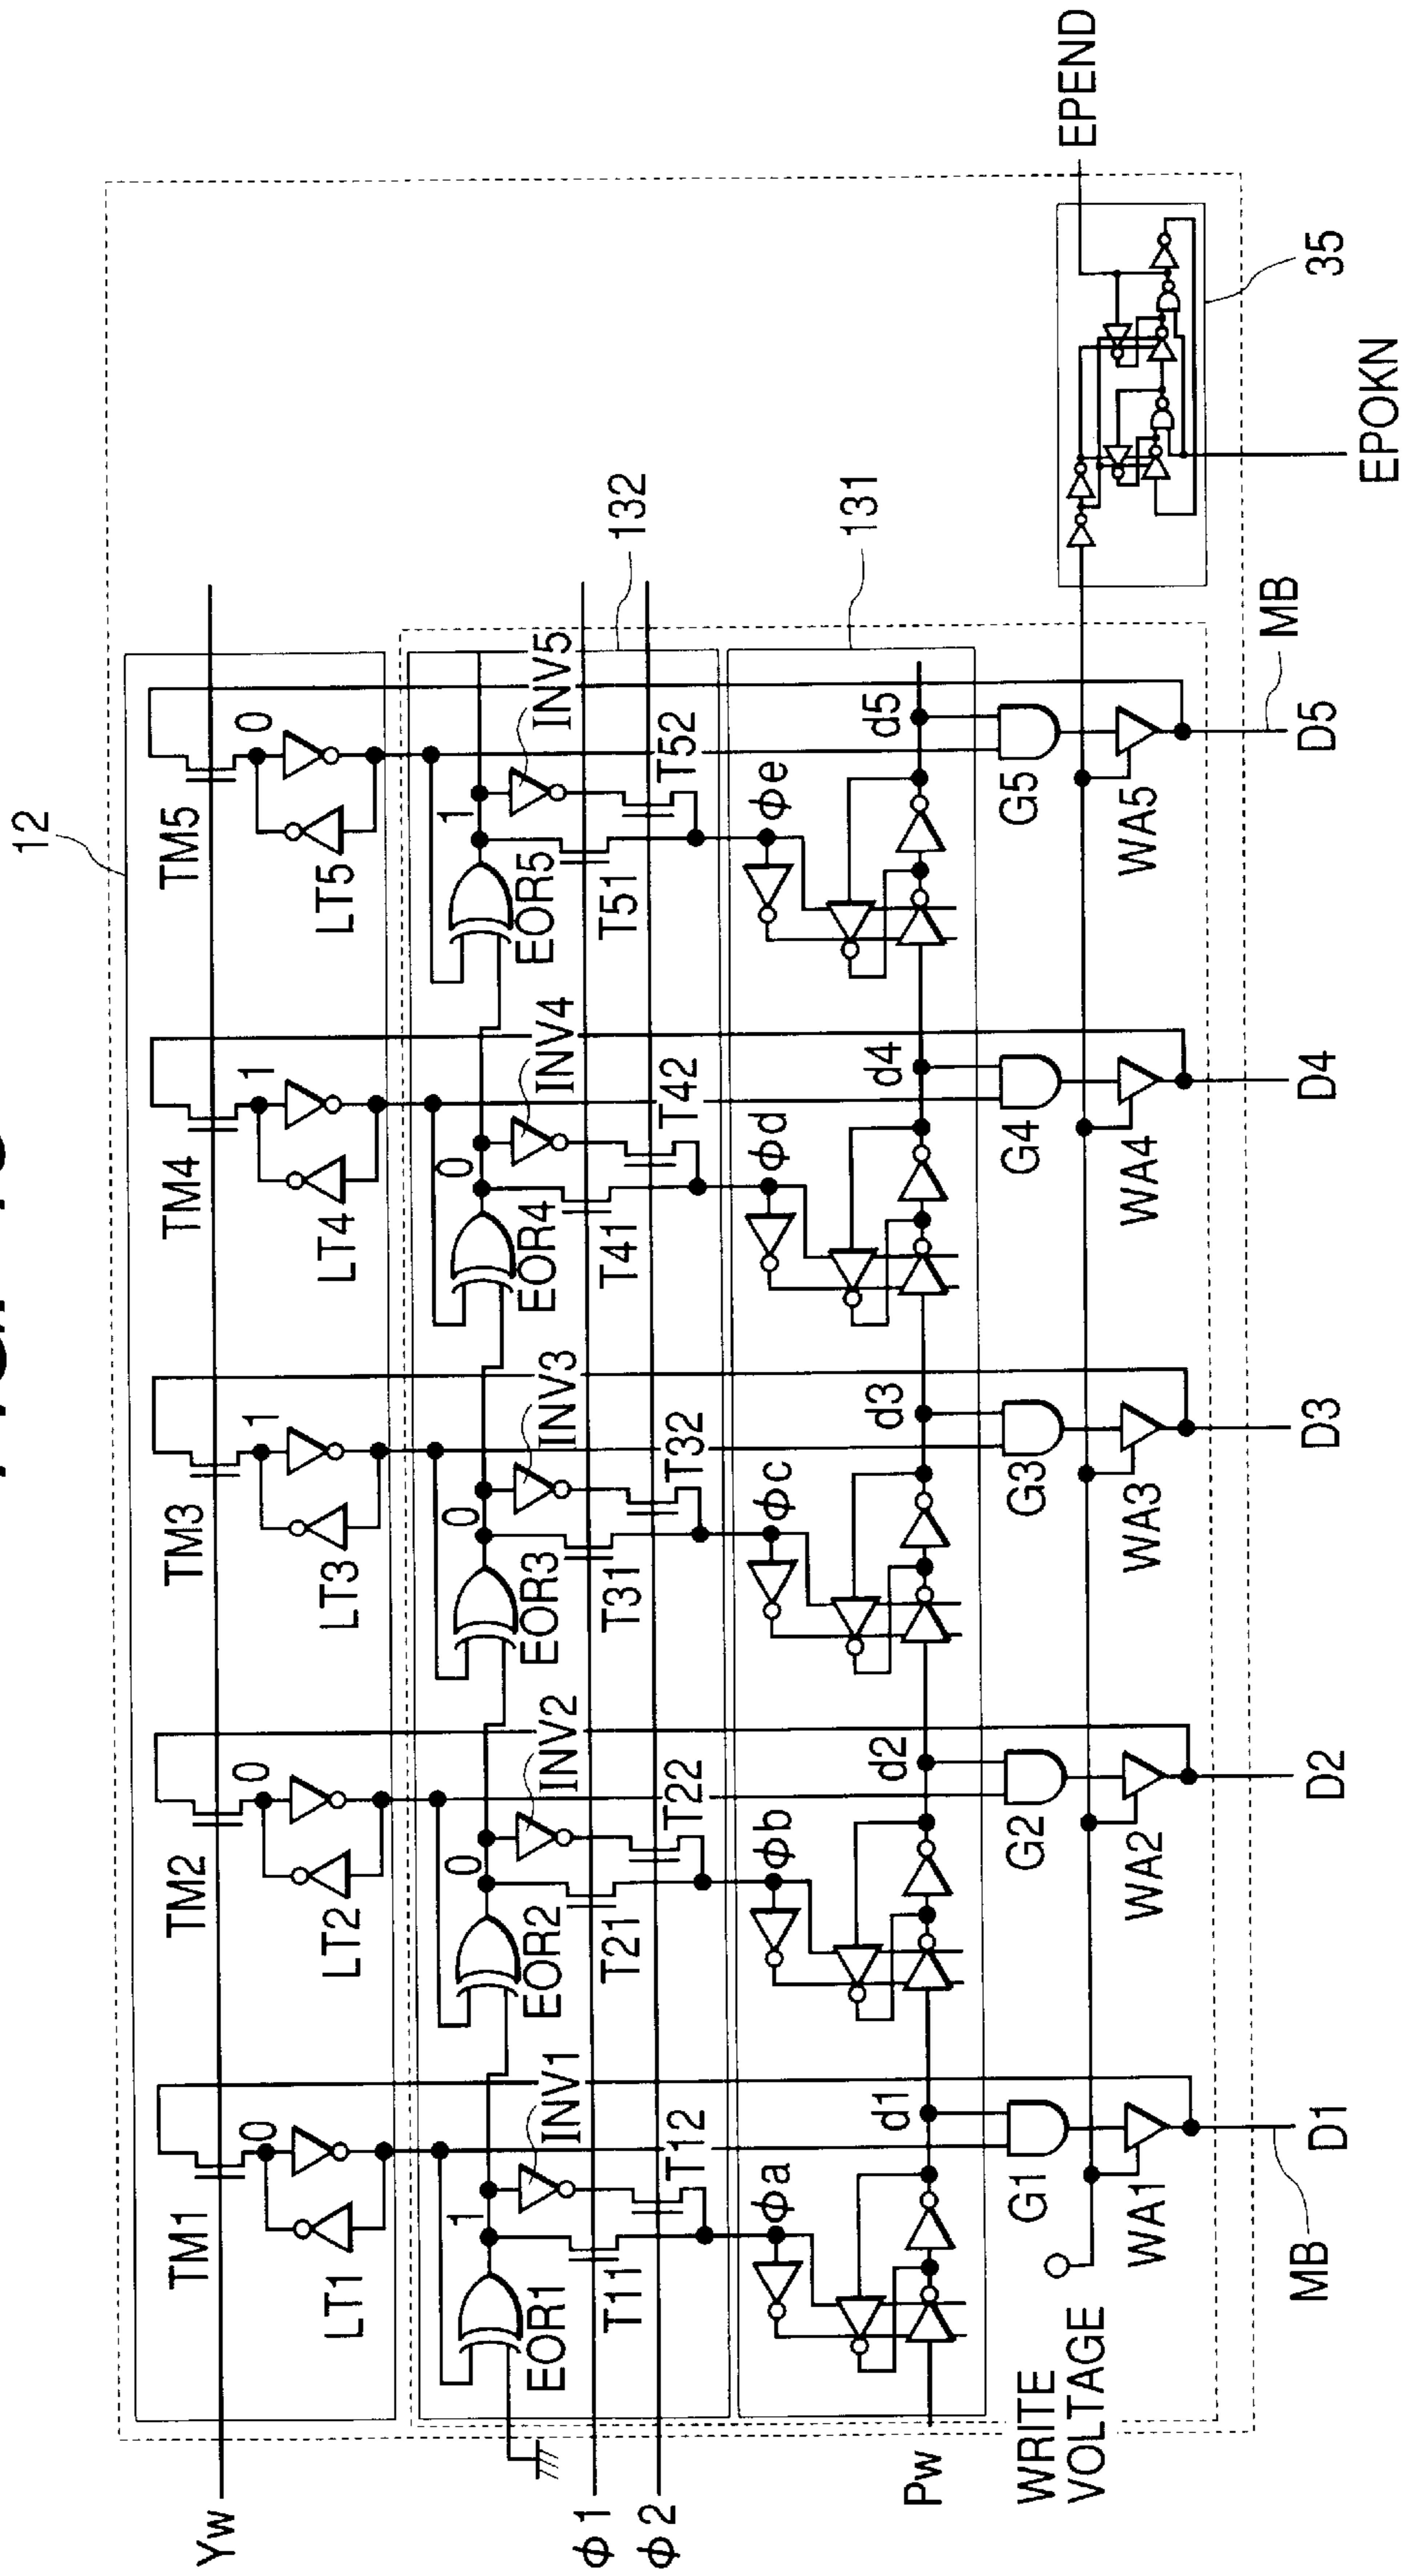 12
Yw
TM1
TM2
TM3
TM4
TM5
0
0
1
1
0
LT1
LT2
LT3
LT4
LT5
1
0
0
0
1
INV1
INV2
INV3
INV4
INV5
EOR1
EOR2
EOR3
EOR4
EOR5
132
ϕ1
T11
T21
T31
T41
T51
ϕ2
T12
T22
T32
T42
T52
131
ϕa
ϕb
ϕc
ϕd
ϕe
Pw
d1
d2
d3
d4
d5
G1
G2
G3
G4
G5
WRITE
VOLTAGE
WA1
WA2
WA3
WA4
WA5
EPEND
35
EPOKN
MB
MB
D1
D2
D3
D4
D5